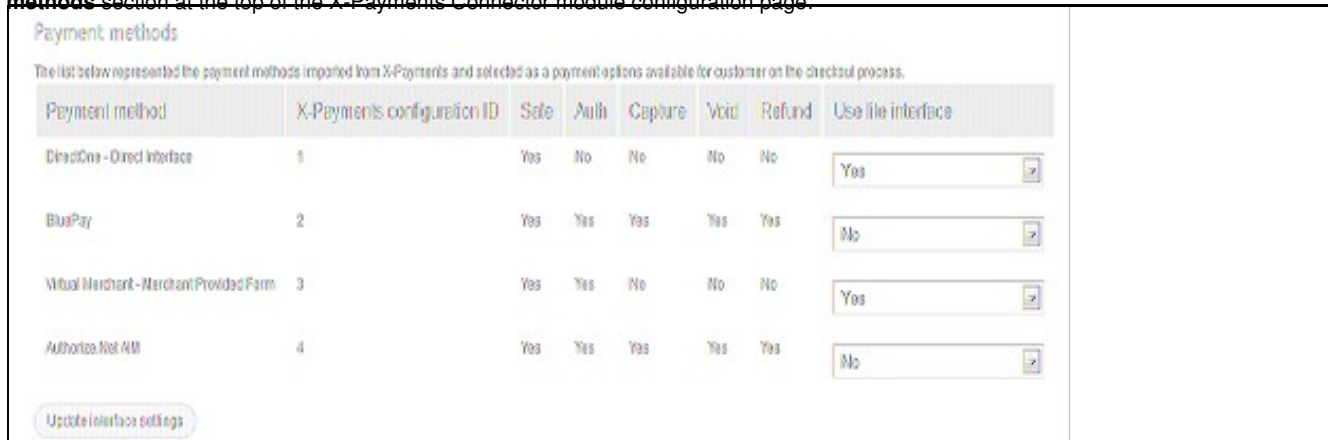 methods section at the top of the X-Payments Connector module configuration page.
Payment methods
The list below represented the payment methods imported from X-Payments and selected as a payment options available for customer on the checkout process.
Payment method X-Payments configuration ID Sale Auth Capture Void Refund Use lite interface
DirectOne - Direct Interface 1 Yes No No No No Yes
BluePay 2 Yes Yes Yes Yes Yes No
Virtual Merchant - Merchant Provided Form 3 Yes Yes No No No Yes
Authorize.Net AIM 4 Yes Yes Yes Yes Yes No
Update interface settings